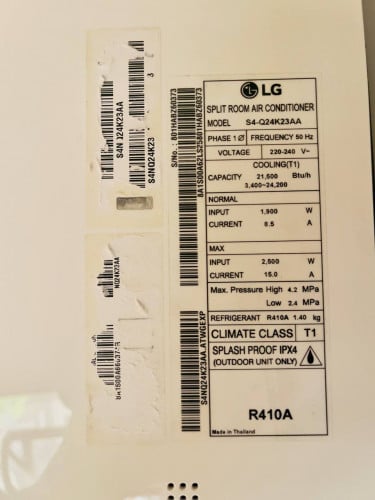 LG
SPLIT ROOM AIR CONDITIONER
MODEL S4-Q24K23AA
PHASE 1 Ø FREQUENCY 50 Hz
VOLTAGE 220-240 V~
COOLING(T1)
CAPACITY 21,500 Btu/h
3,400~24,200
NORMAL
INPUT 1,900 W
CURRENT 8.5 A
MAX
INPUT 2,500 W
CURRENT 15.0 A
Max. Pressure High 4.2 MPa
Low 2.4 MPa
REFRIGERANT R410A 1.40 kg
CLIMATE CLASS T1
SPLASH PROOF IPX4
(OUTDOOR UNIT ONLY)
R410A
Made in Thailand
S/No.: 801HABZ60373
S4NQ24K23AA.ATWGEXP
S4NQ24K23
NQ24K23AA